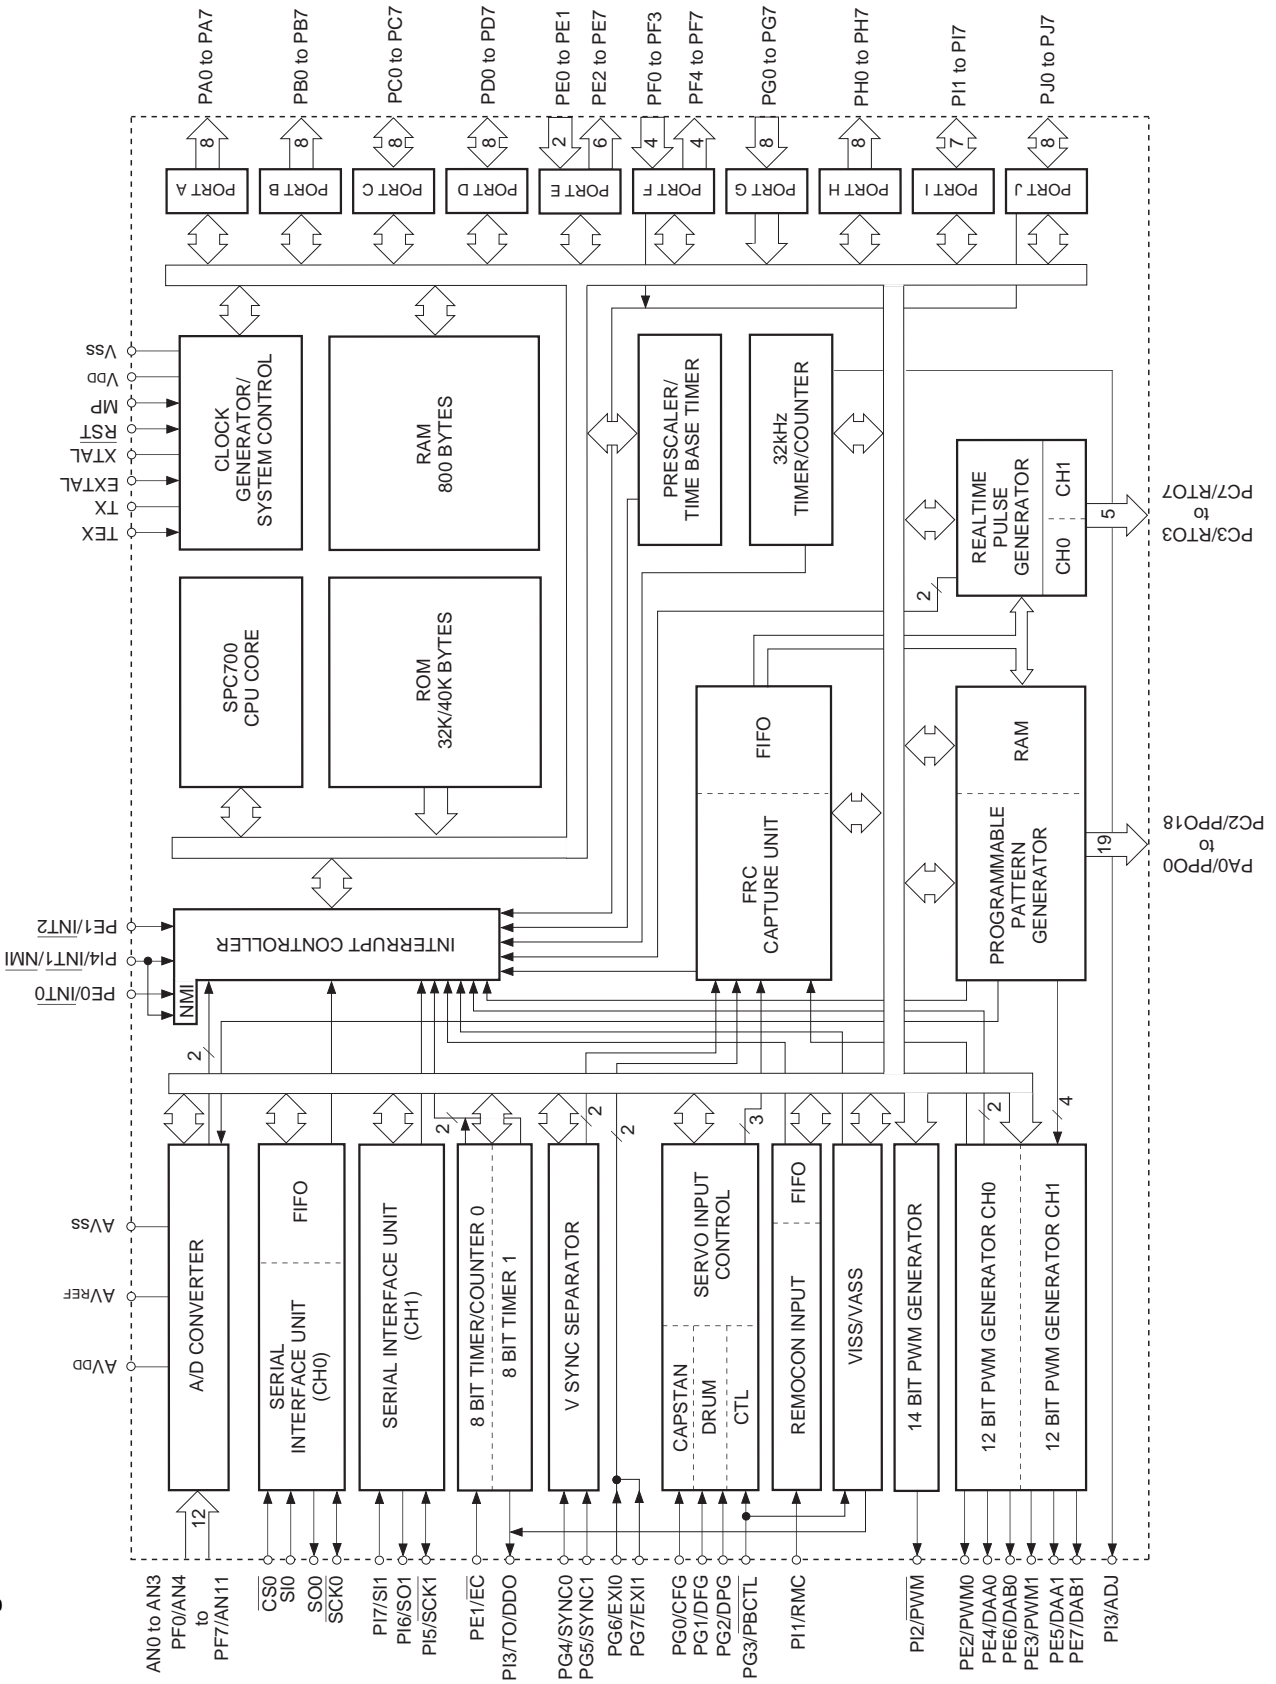 PA0 to PA7
PB0 to PB7
PC0 to PC7
PD0 to PD7
PE0 to PE1
PE2 to PE7
PF0 to PF3
PF4 to PF7
PG0 to PG7
PH0 to PH7
PI1 to PI7
PJ0 to PJ7
8
8
8
8
2
6
4
4
8
8
7
8
PORT A
PORT B
PORT C
PORT D
PORT E
PORT F
PORT G
PORT H
PORT I
PORT J
Vss
VDD
MP
RST
XTAL
EXTAL
TX
TEX
CLOCK
GENERATOR/
SYSTEM CONTROL
RAM
800 BYTES
PRESCALER/
TIME BASE TIMER
32kHz
TIMER/COUNTER
REALTIME
PULSE
GENERATOR
CH0
CH1
5
PC3/RTO3
to
PC7/RTO7
2
SPC700
CPU CORE
ROM
32K/40K BYTES
FRC
CAPTURE UNIT
FIFO
PROGRAMMABLE
PATTERN
GENERATOR
RAM
19
PA0/PPO0
to
PC2/PPO18
PE1/INT2
PI4/INT1/NMI
PE0/INT0
NMI
INTERRUPT CONTROLLER
2
2
2
2
3
2
4
AVss
AVREF
AVDD
A/D CONVERTER
SERIAL
INTERFACE UNIT
(CH0)
FIFO
SERIAL INTERFACE UNIT
(CH1)
8 BIT TIMER/COUNTER 0
8 BIT TIMER 1
V SYNC SEPARATOR
SERVO INPUT
CONTROL
CAPSTAN
DRUM
CTL
REMOCON INPUT
FIFO
VISS/VASS
14 BIT PWM GENERATOR
12 BIT PWM GENERATOR CH0
12 BIT PWM GENERATOR CH1
12
AN0 to AN3
PF0/AN4
to
PF7/AN11
CS0
SI0
SO0
SCK0
PI7/SI1
PI6/SO1
PI5/SCK1
PE1/EC
PI3/TO/DDO
PG4/SYNC0
PG5/SYNC1
PG6/EXI0
PG7/EXI1
PG0/CFG
PG1/DFG
PG2/DPG
PG3/PBCTL
PI1/RMC
PI2/PWM
PE2/PWM0
PE4/DAA0
PE6/DAB0
PE3/PWM1
PE5/DAA1
PE7/DAB1
PI3/ADJ